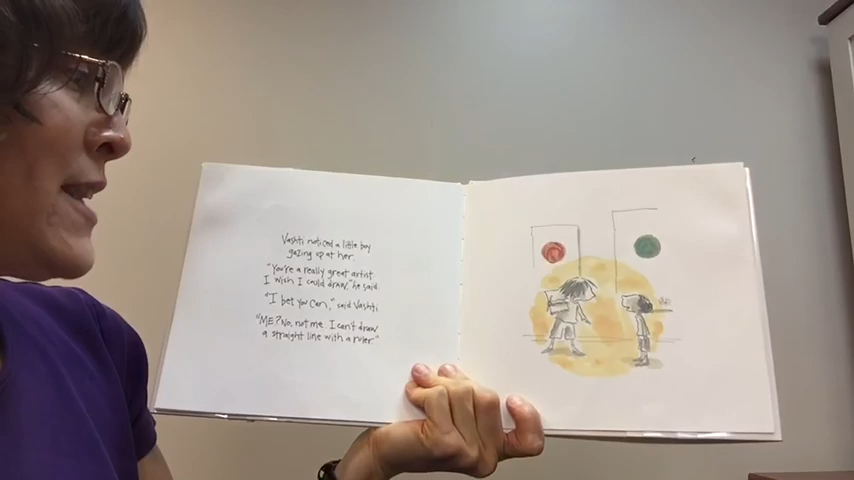 Vashti noticed a little boy
gazing up at her.
"You're a really great artist.
I wish I could draw," he said.
"I bet you can," said Vashti.
"ME? No, not me. I can't draw
a straight line with a ruler."